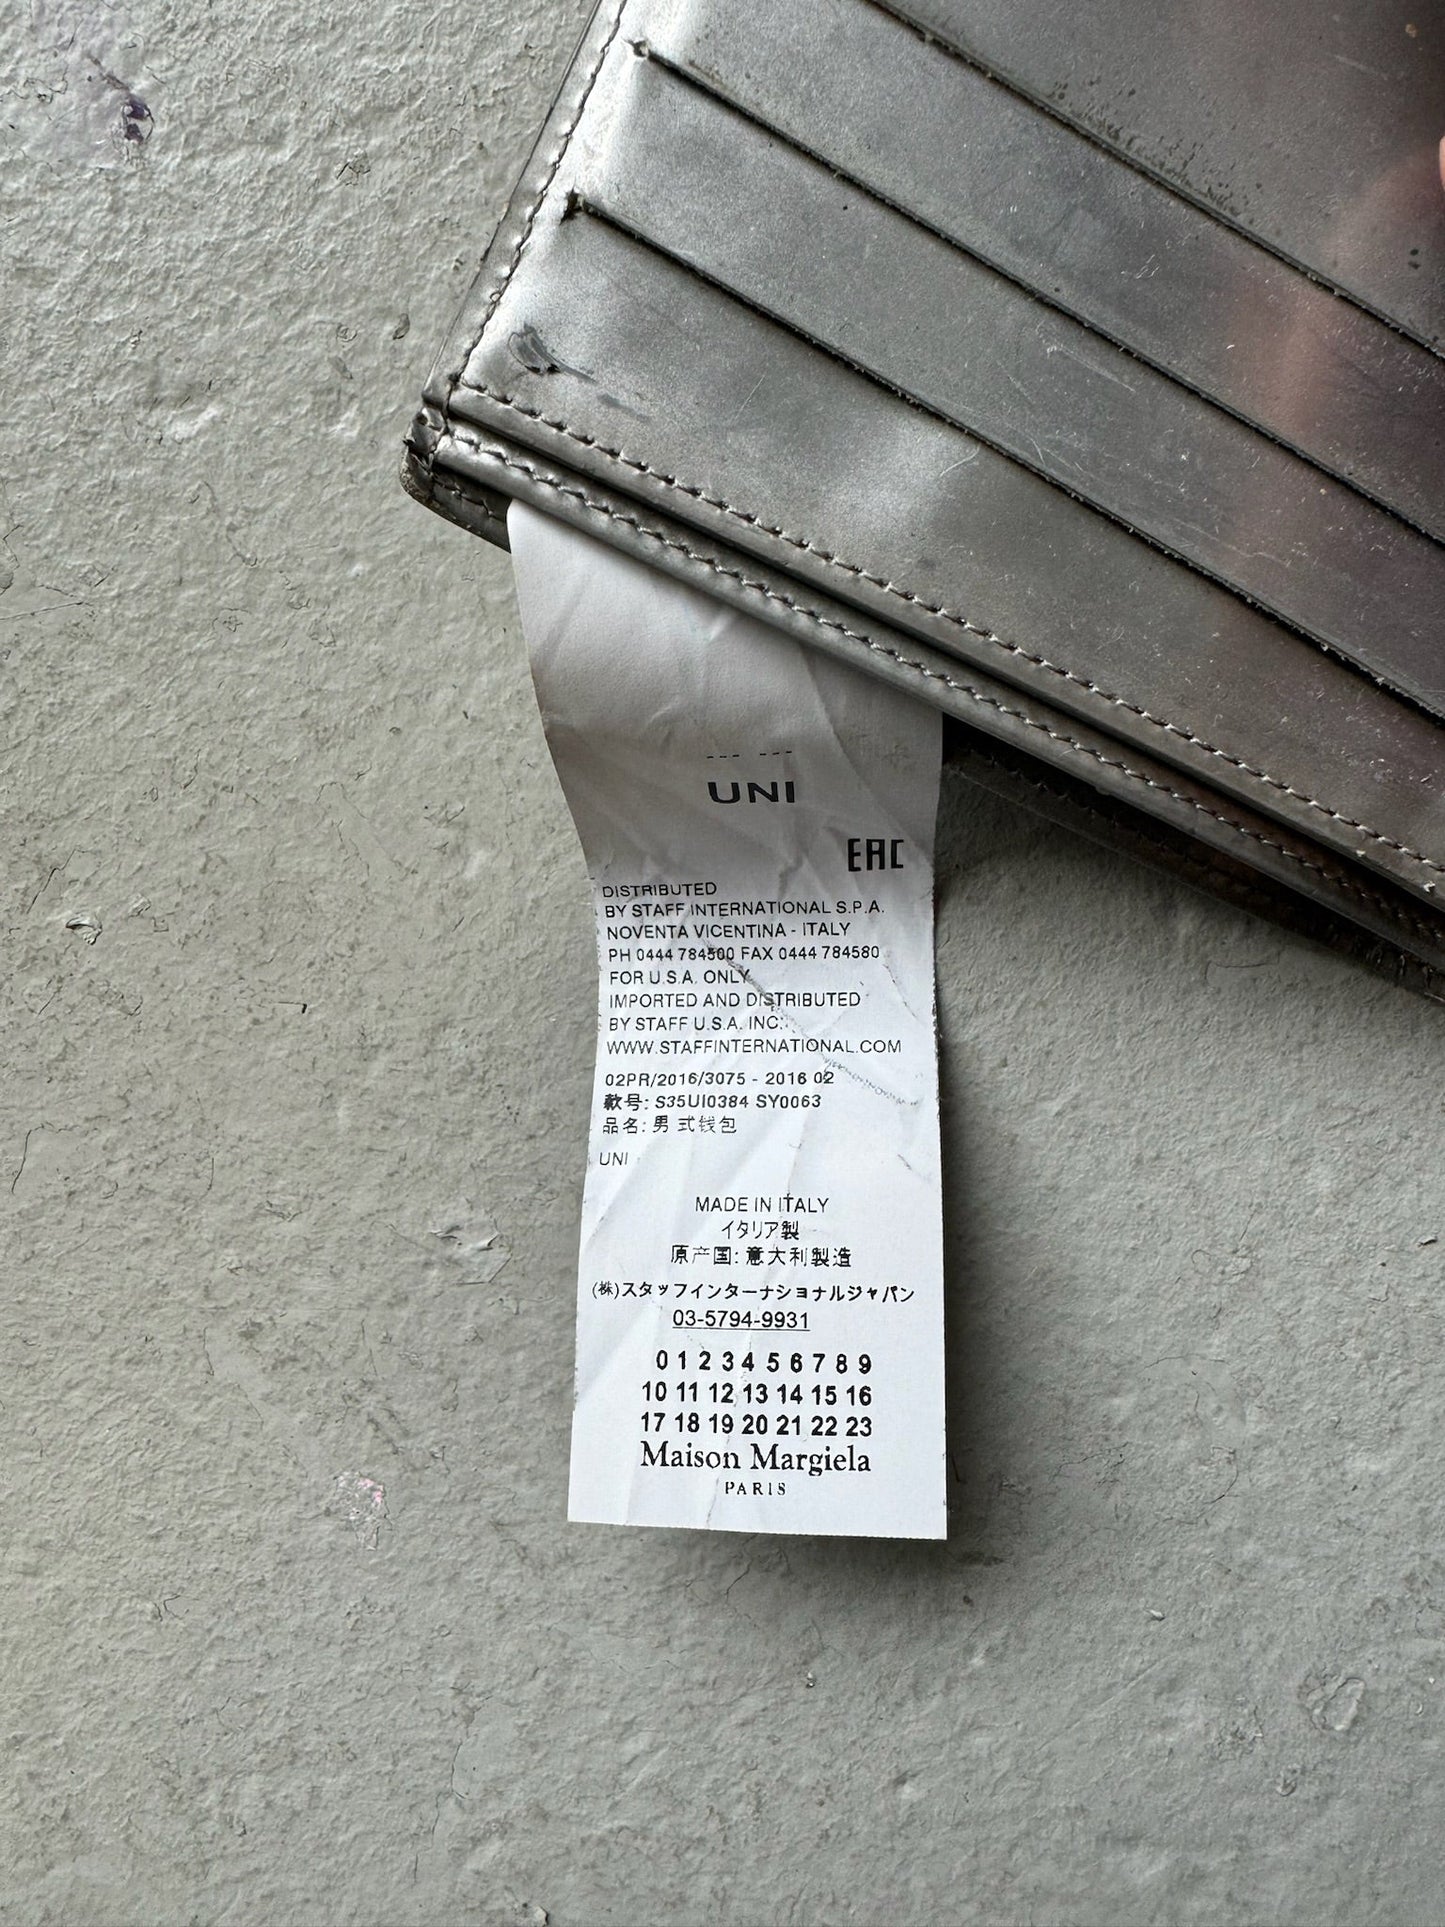 --- ---
UNI
EAC
DISTRIBUTED
BY STAFF INTERNATIONAL S.P.A.
NOVENTA VICENTINA - ITALY
PH 0444 784500 FAX 0444 784580
FOR U.S.A. ONLY
IMPORTED AND DISTRIBUTED
BY STAFF U.S.A. INC.
WWW.STAFFINTERNATIONAL.COM
02PR/2016/3075 - 2016 02
款号: S35UI0384 SY0063
品名: 男 式钱包
UNI
MADE IN ITALY
イタリア製
原产国: 意大利製造
(株)スタッフインターナショナルジャパン
03-5794-9931
0 1 2 3 4 5 6 7 8 9
10 11 12 13 14 15 16
17 18 19 20 21 22 23
Maison Margiela
PARIS